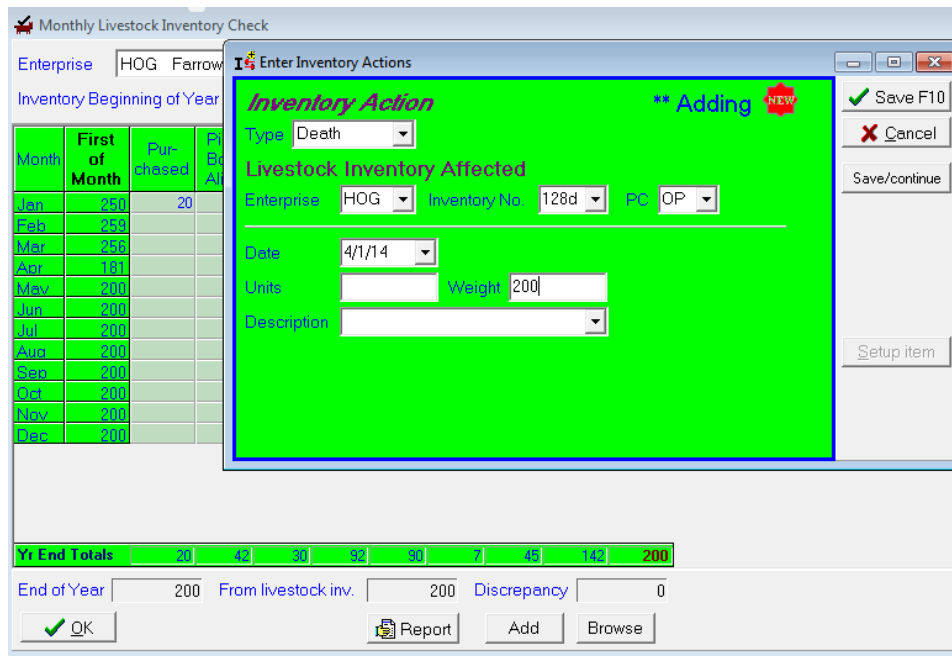 Monthly Livestock Inventory Check
Enterprise HOG Farrow
Inventory Beginning of Year
Month First of Month Pur-chased
Jan 250 20
Feb 259
Mar 256
Apr 181
May 200
Jun 200
Jul 200
Aug 200
Sep 200
Oct 200
Nov 200
Dec 200
Yr End Totals 20 42 30 92 90 7 45 142 200
End of Year 200 From livestock inv. 200 Discrepancy 0
OK Report Add Browse
Enter Inventory Actions
Inventory Action ** Adding NEW
Type Death
Livestock Inventory Affected
Enterprise HOG Inventory No. 128d PC OP
Date 4/1/14
Units Weight 200
Description
Save F10
Cancel
Save/continue
Setup item